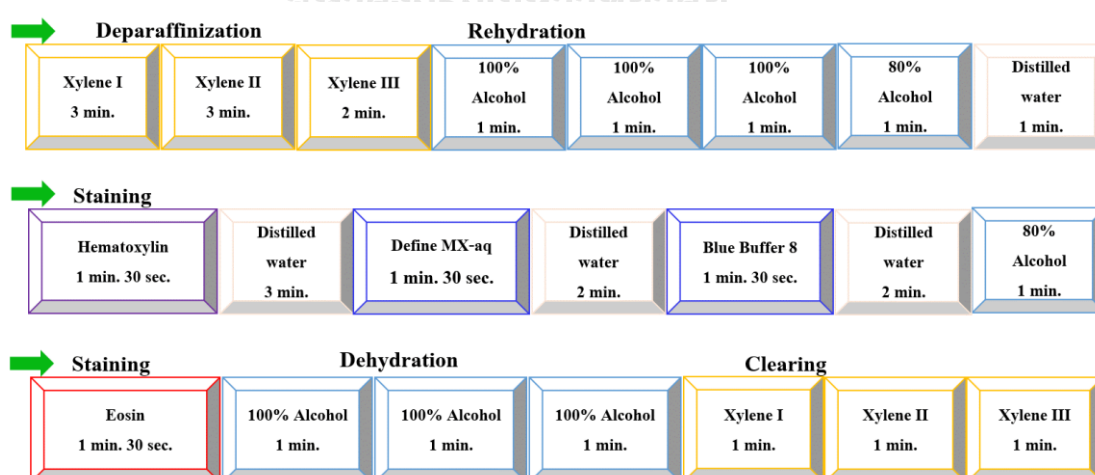 Deparaffinization Rehydration
Xylene I
3 min.
Xylene II
3 min.
Xylene III
2 min.
100%
Alcohol
1 min.
100%
Alcohol
1 min.
100%
Alcohol
1 min.
80%
Alcohol
1 min.
Distilled
water
1 min.
Staining
Hematoxylin
1 min. 30 sec.
Distilled
water
3 min.
Define MX-aq
1 min. 30 sec.
Distilled
water
2 min.
Blue Buffer 8
1 min. 30 sec.
Distilled
water
2 min.
80%
Alcohol
1 min.
Staining Dehydration Clearing
Eosin
1 min. 30 sec.
100% Alcohol
1 min.
100% Alcohol
1 min.
100% Alcohol
1 min.
Xylene I
1 min.
Xylene II
1 min.
Xylene III
1 min.